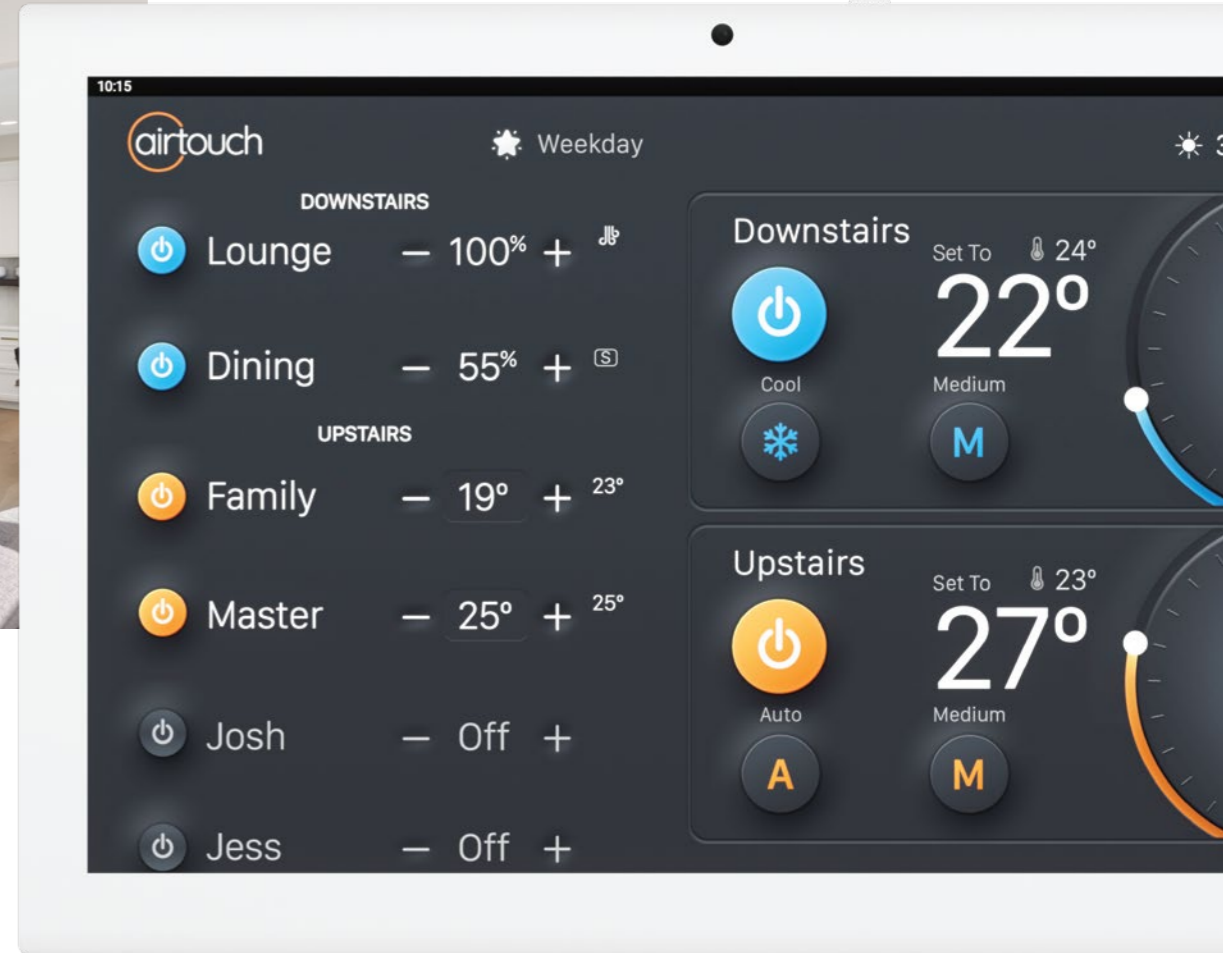 10:15
airtouch
Weekday
3
DOWNSTAIRS
Lounge − 100% +
Dining − 55% + S
UPSTAIRS
Family − 19° + 23°
Master − 25° + 25°
Josh − Off +
Jess − Off +
Downstairs
Set To 24°
22°
Cool
Medium
M
Upstairs
Set To 23°
27°
Auto
Medium
A
M